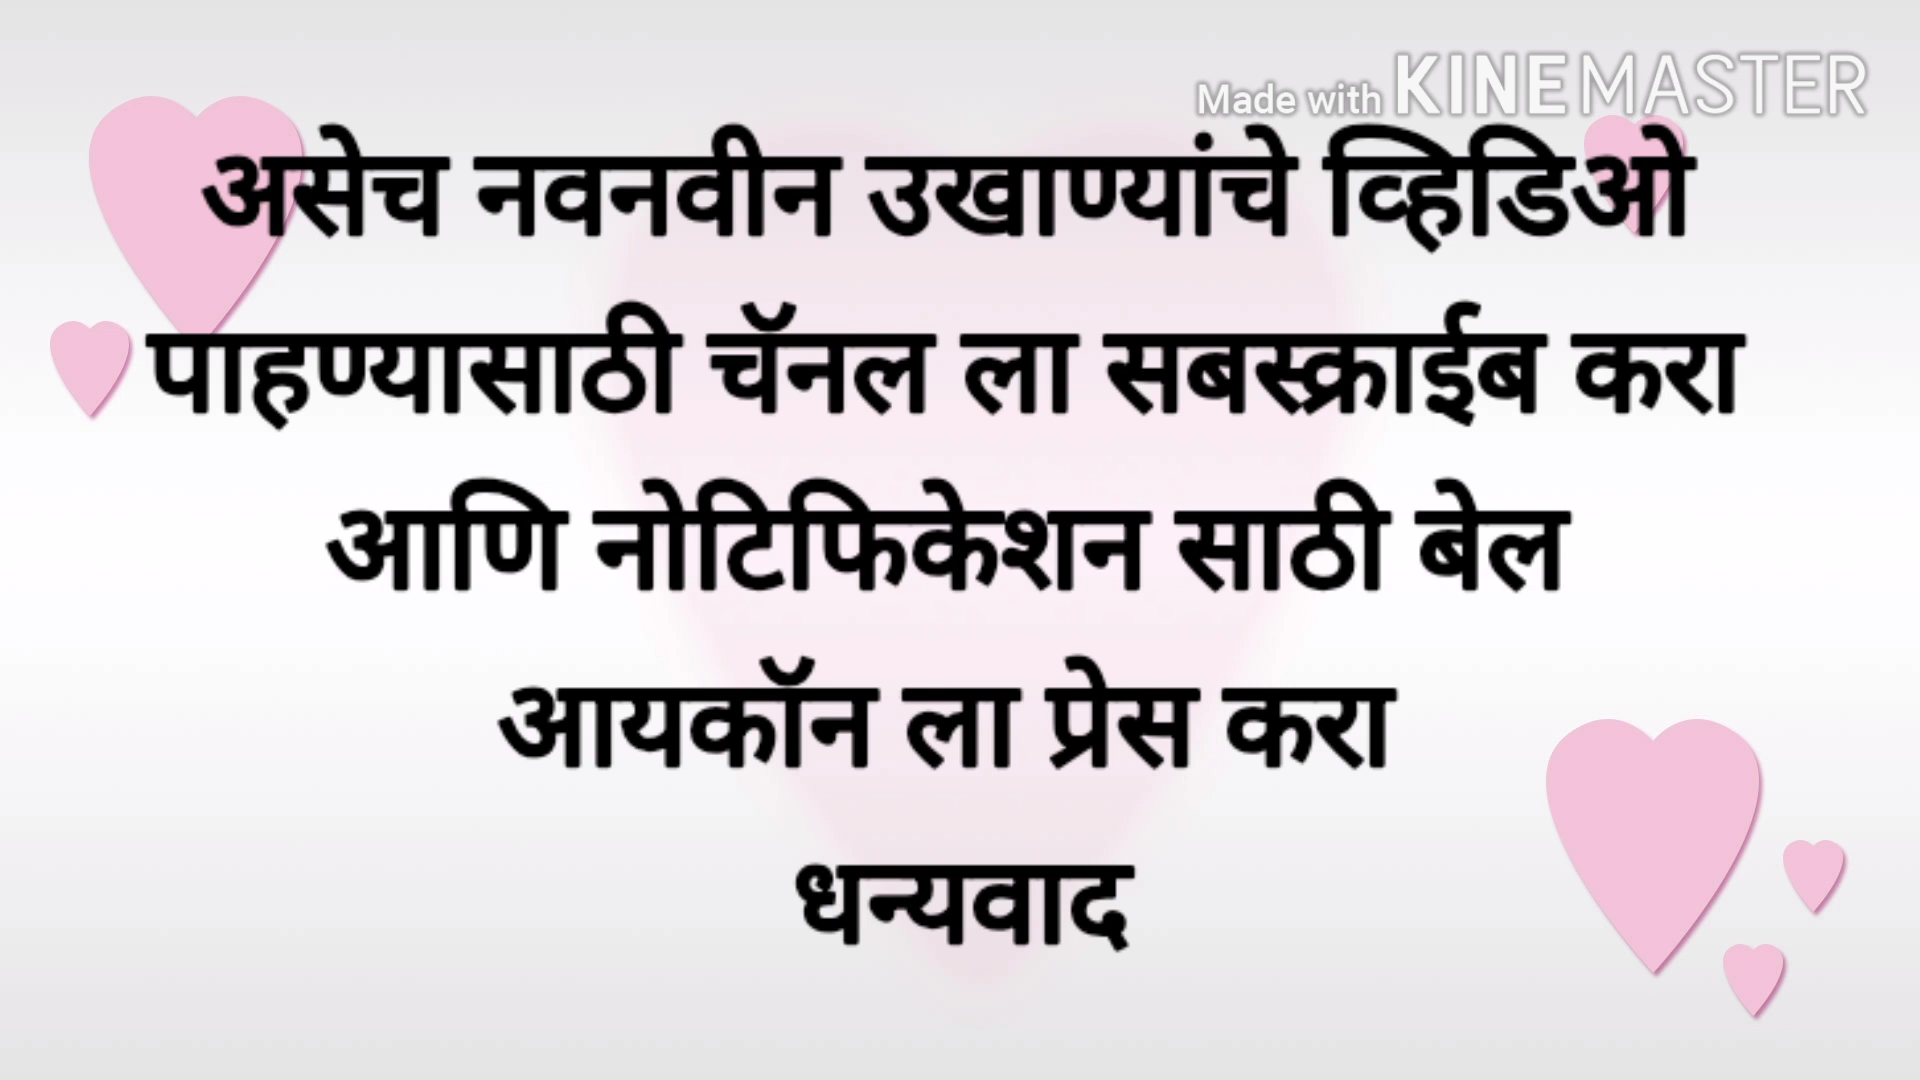 Made with KINEMASTER
असेच नवनवीन उखाण्यांचे व्हिडिओ
पाहण्यासाठी चॅनल ला सबस्क्राईब करा
आणि नोटिफिकेशन साठी बेल
आयकॉन ला प्रेस करा
धन्यवाद